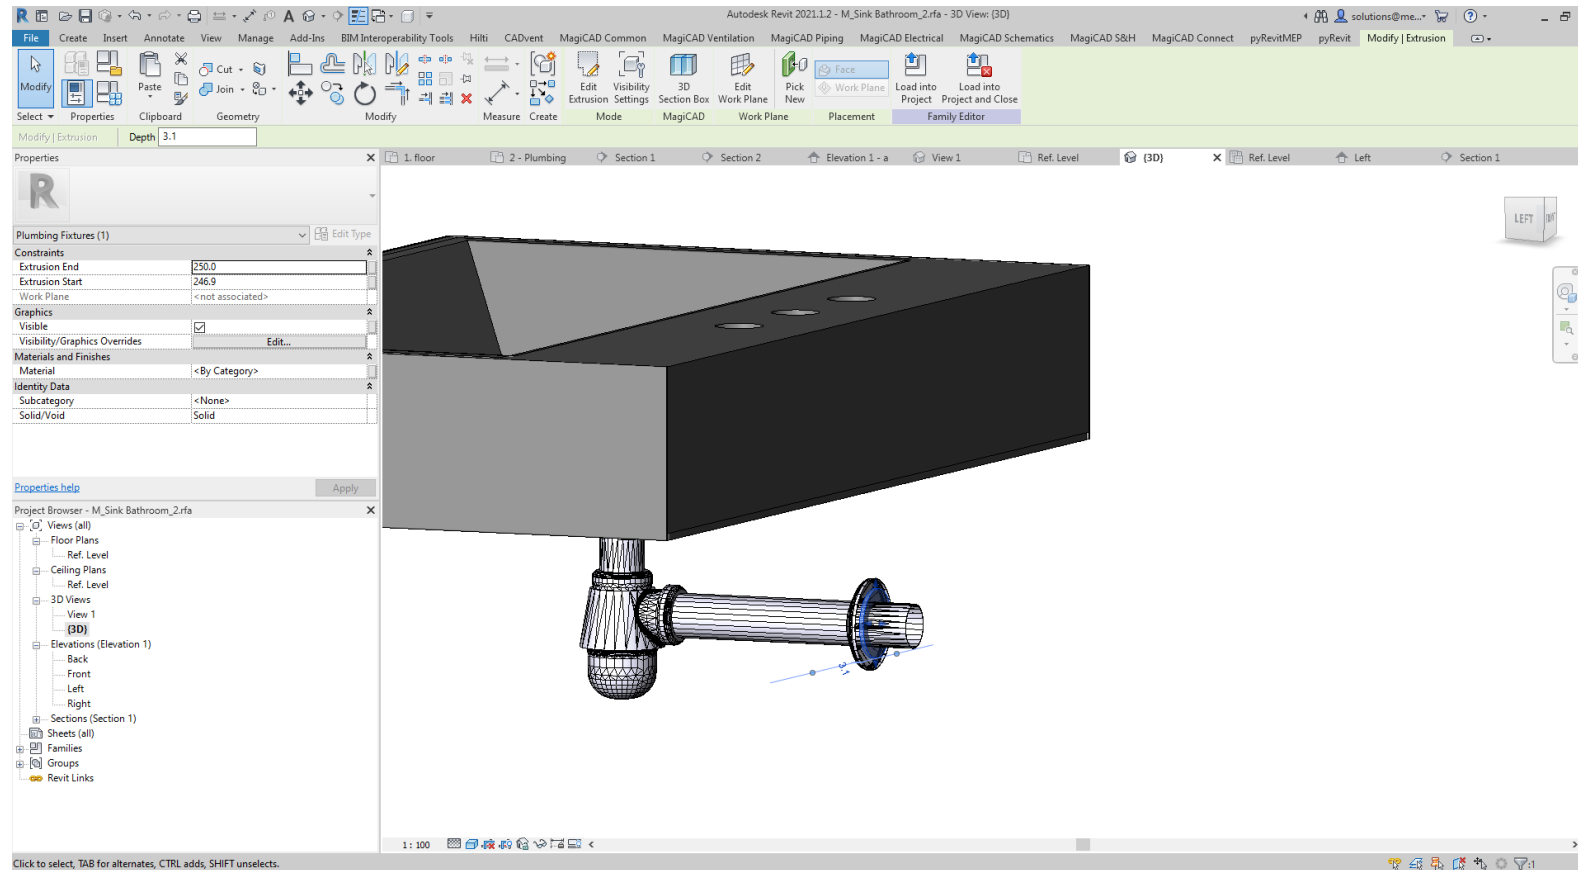 Autodesk Revit 2021.1.2 - M_Sink Bathroom_2.rfa - 3D View: {3D}
solutions@me...
File Create Insert Annotate View Manage Add-Ins BIM Interoperability Tools Hilti CADvent MagiCAD Common MagiCAD Ventilation MagiCAD Piping MagiCAD Electrical MagiCAD Schematics MagiCAD S&H MagiCAD Connect pyRevitMEP pyRevit Modify | Extrusion
Modify Paste Cut Join Edit Extrusion Visibility Settings 3D Section Box Edit Work Plane Pick New Face Work Plane Load into Project Load into Project and Close
Select Properties Clipboard Geometry Modify Measure Create Mode MagiCAD Work Plane Placement Family Editor
Modify | Extrusion Depth 3.1
Properties
1. floor 2 - Plumbing Section 1 Section 2 Elevation 1 - a View 1 Ref. Level {3D} Ref. Level Left Section 1
R
LEFT
Plumbing Fixtures (1) Edit Type
Constraints
Extrusion End 250.0
Extrusion Start 246.9
Work Plane <not associated>
Graphics
Visible
Visibility/Graphics Overrides Edit...
Materials and Finishes
Material <By Category>
Identity Data
Subcategory <None>
Solid/Void Solid
Properties help Apply
Project Browser - M_Sink Bathroom_2.rfa
Views (all)
Floor Plans
Ref. Level
Ceiling Plans
Ref. Level
3D Views
View 1
{3D}
Elevations (Elevation 1)
Back
Front
Left
Right
Sections (Section 1)
Sheets (all)
Families
Groups
Revit Links
3.1
1 : 100
Click to select, TAB for alternates, CTRL adds, SHIFT unselects.
:1